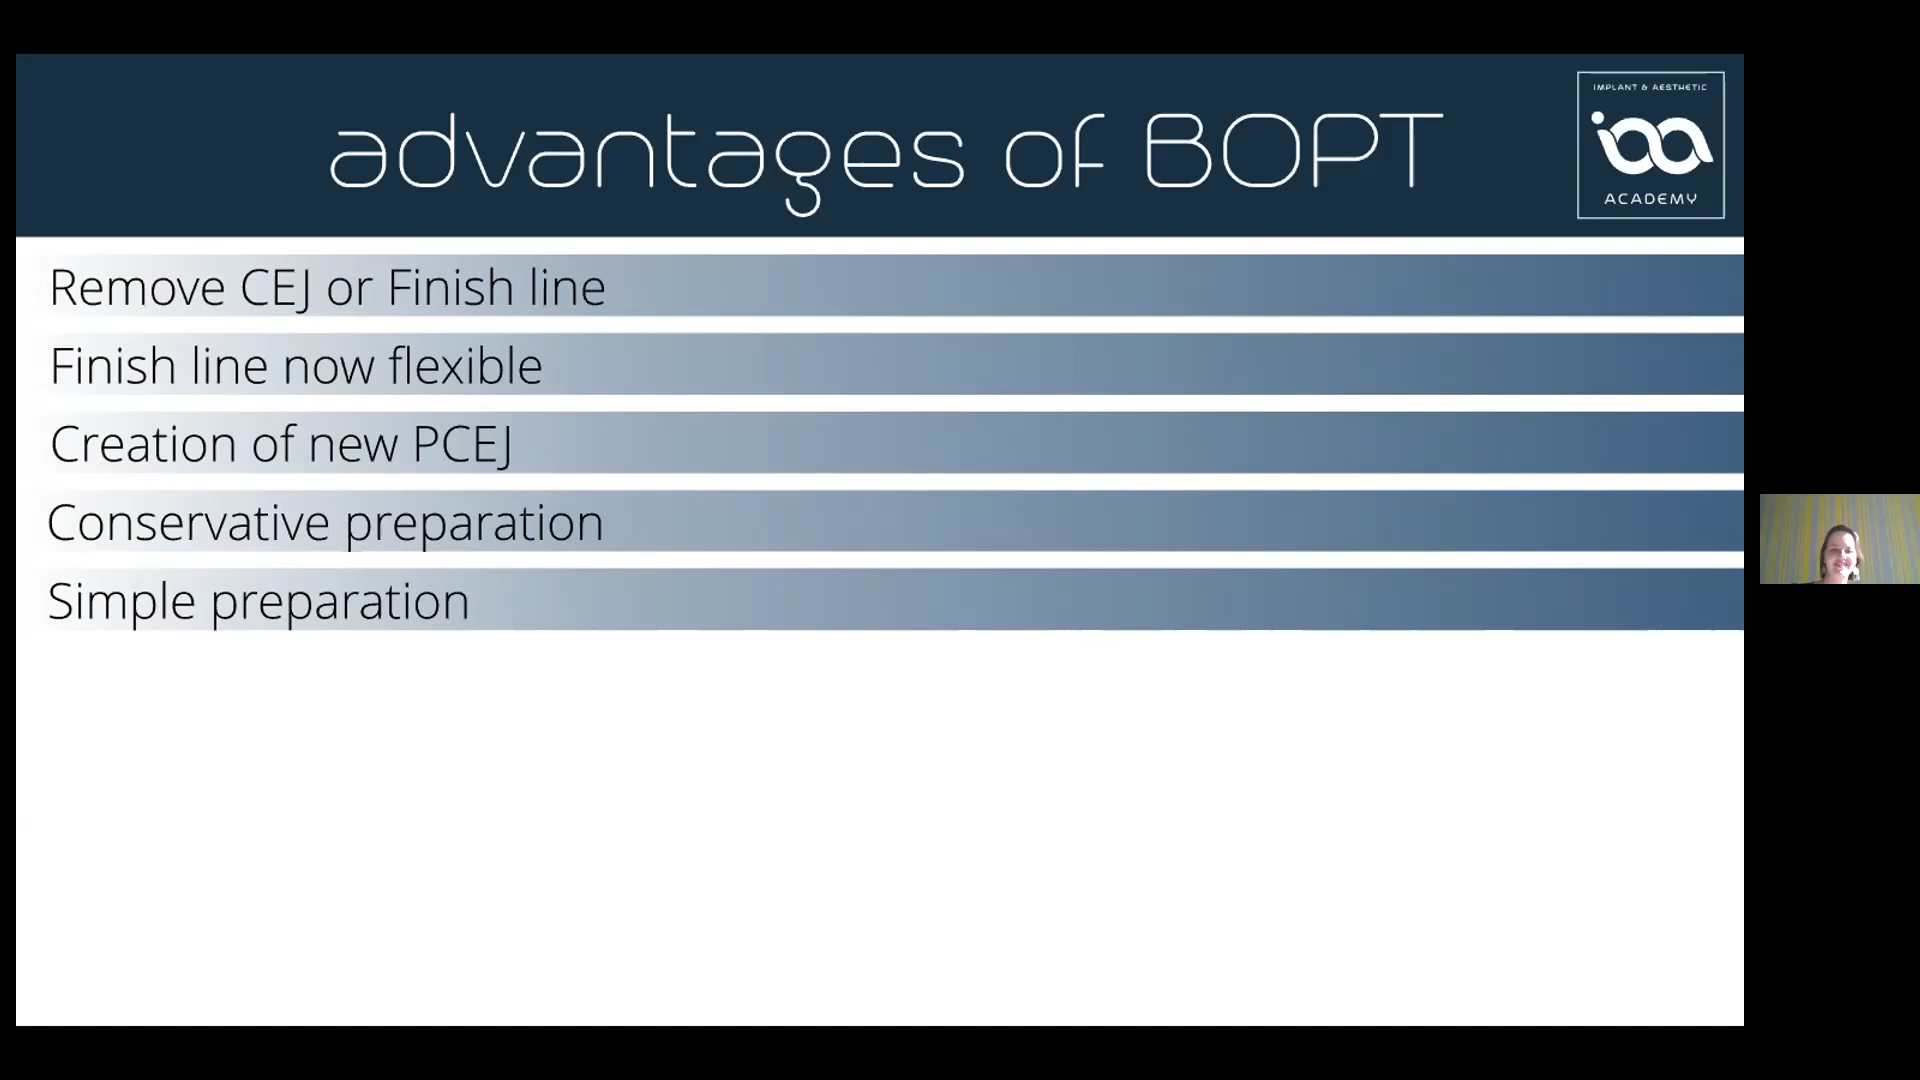 advantages of BOPT
IMPLANT & AESTHETIC
iaa
ACADEMY
Remove CEJ or Finish line
Finish line now flexible
Creation of new PCEJ
Conservative preparation
Simple preparation